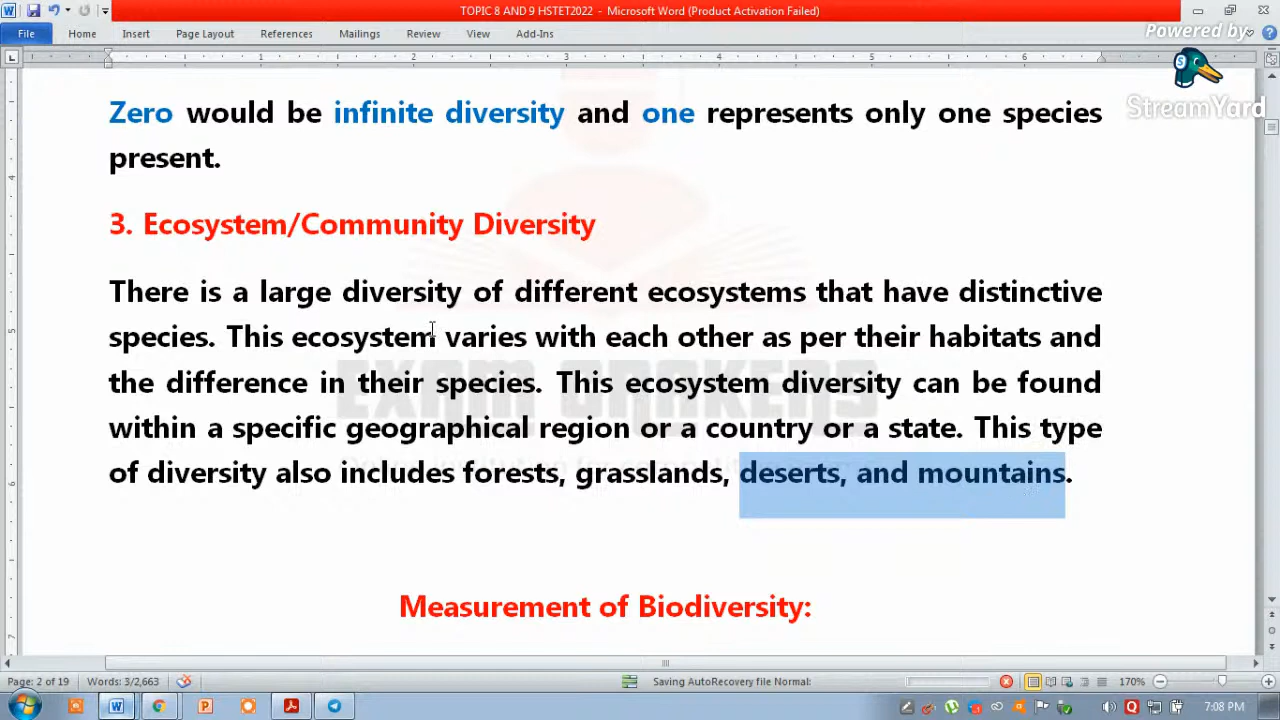 TOPIC 8 AND 9 HSTET2022 - Microsoft Word (Product Activation Failed)
File Home Insert Page Layout References Mailings Review View Add-Ins
Powered by
StreamYard
Zero would be infinite diversity and one represents only one species
present.
3. Ecosystem/Community Diversity
There is a large diversity of different ecosystems that have distinctive
species. This ecosystem varies with each other as per their habitats and
the difference in their species. This ecosystem diversity can be found
within a specific geographical region or a country or a state. This type
of diversity also includes forests, grasslands, deserts, and mountains.
Measurement of Biodiversity:
Page: 2 of 19 Words: 3/2,663 Saving AutoRecovery file Normal: 170%
7:08 PM